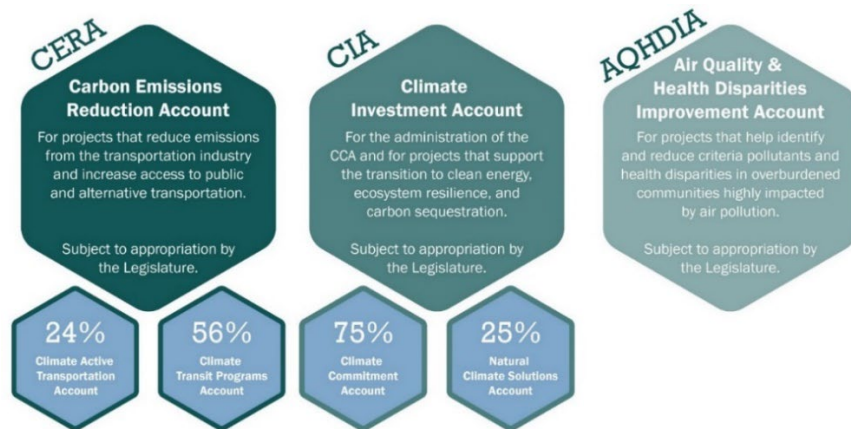 CERA
Carbon Emissions
Reduction Account
For projects that reduce emissions
from the transportation industry
and increase access to public
and alternative transportation.
Subject to appropriation by
the Legislature.
24%
Climate Active
Transportation
Account
56%
Climate
Transit Programs
Account
CIA
Climate
Investment Account
For the administration of the
CCA and for projects that support
the transition to clean energy,
ecosystem resilience, and
carbon sequestration.
Subject to appropriation by
the Legislature.
75%
Climate
Commitment
Account
25%
Natural
Climate Solutions
Account
AQHDIA
Air Quality &
Health Disparities
Improvement Account
For projects that help identify
and reduce criteria pollutants and
health disparities in overburdened
communities highly impacted
by air pollution.
Subject to appropriation by
the Legislature.